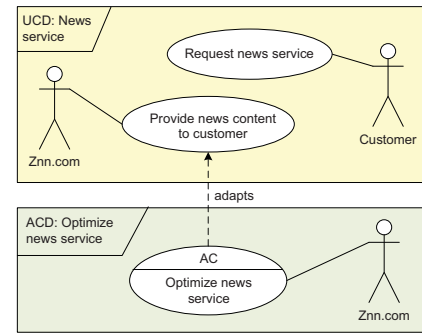 UCD: News
service
Request news service
Provide news content
to customer
Znn.com
Customer
adapts
ACD: Optimize
news service
AC
Optimize news
service
Znn.com